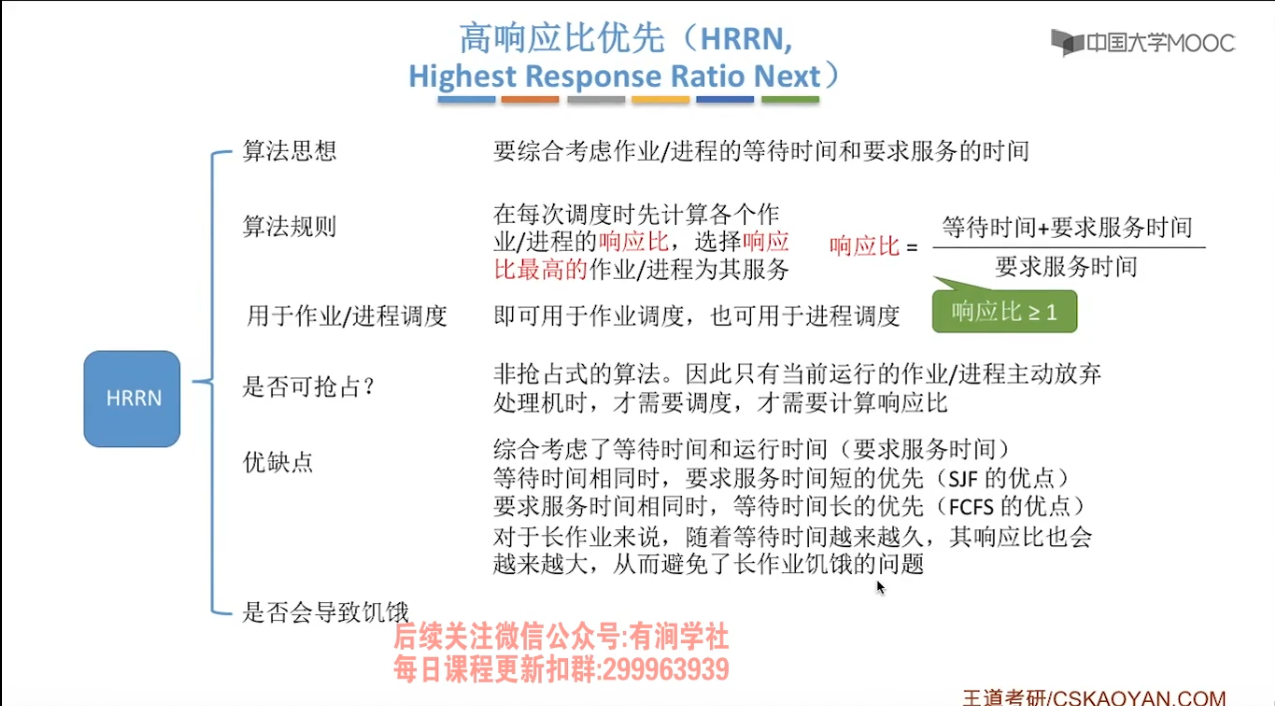 高响应比优先（HRRN,
Highest Response Ratio Next）
中国大学MOOC
算法思想
要综合考虑作业/进程的等待时间和要求服务的时间
算法规则
在每次调度时先计算各个作
业/进程的响应比，选择响应
比最高的作业/进程为其服务
响应比 =
等待时间+要求服务时间
要求服务时间
响应比 ≥ 1
用于作业/进程调度
即可用于作业调度，也可用于进程调度
HRRN
是否可抢占？
非抢占式的算法。因此只有当前运行的作业/进程主动放弃
处理机时，才需要调度，才需要计算响应比
优缺点
综合考虑了等待时间和运行时间（要求服务时间）
等待时间相同时，要求服务时间短的优先（SJF 的优点）
要求服务时间相同时，等待时间长的优先（FCFS 的优点）
对于长作业来说，随着等待时间越来越久，其响应比也会
越来越大，从而避免了长作业饥饿的问题
是否会导致饥饿
后续关注微信公众号:有涧学社
每日课程更新扣群:299963939
王道考研/CSKAOYAN.COM